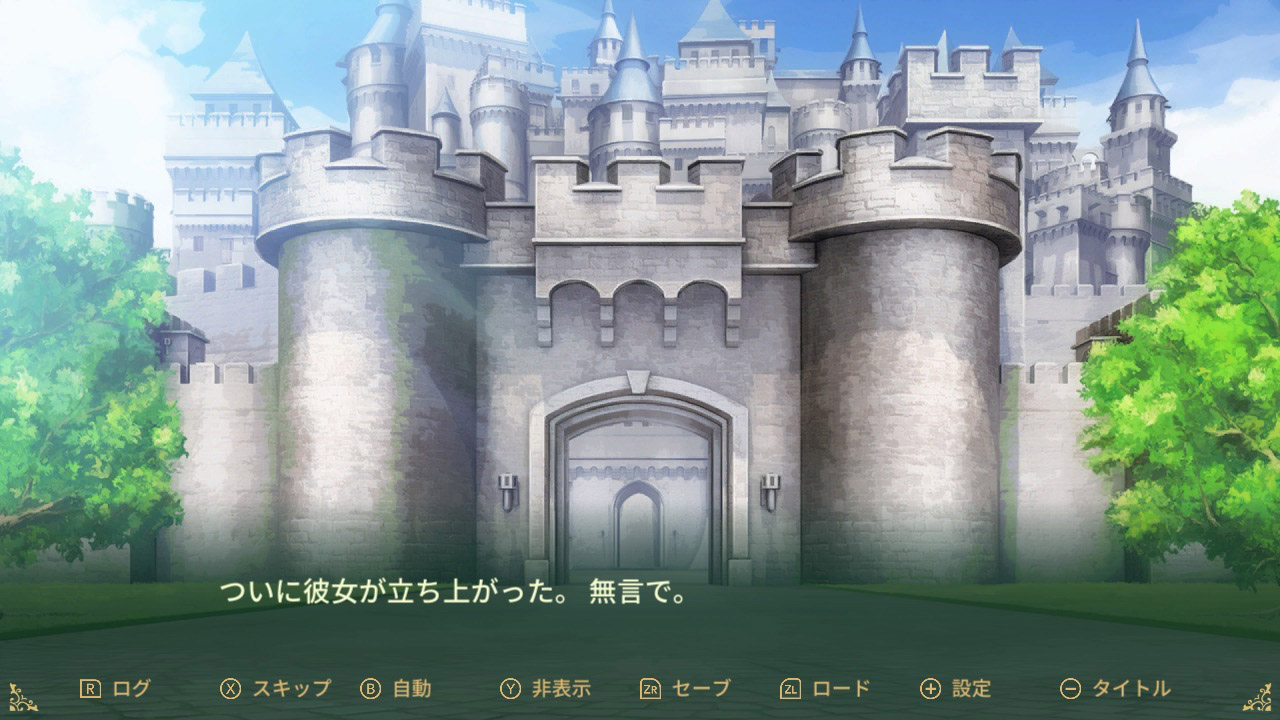 ついに彼女が立ち上がった。 無言で。
R ログ X スキップ B 自動 Y 非表示 ZR セーブ ZL ロード + 設定 − タイトル